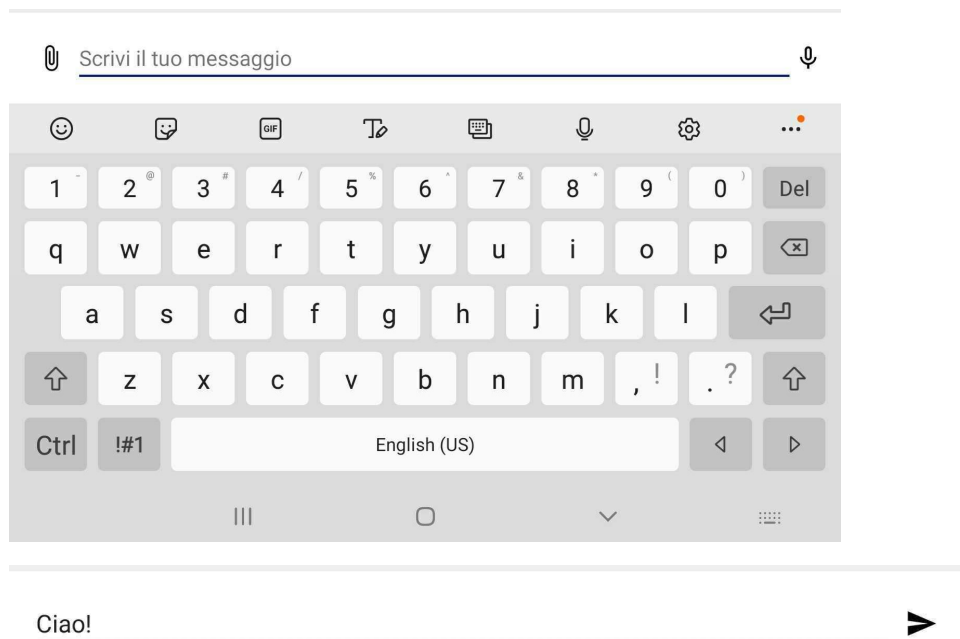 Scrivi il tuo messaggio
GIF
1 - 2 @ 3 # 4 / 5 % 6 ^ 7 & 8 * 9 ( 0 ) Del
q w e r t y u i o p
a s d f g h j k l
z x c v b n m , ! . ?
Ctrl !#1 English (US)
Ciao!